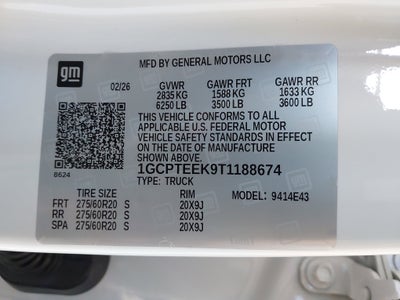 gm
MFD BY GENERAL MOTORS LLC
02/26 GVWR GAWR FRT GAWR RR
2835 KG 1588 KG 1633 KG
6250 LB 3500 LB 3600 LB
THIS VEHICLE CONFORMS TO ALL APPLICABLE
U.S. FEDERAL MOTOR
VEHICLE SAFETY STANDARDS IN EFFECT
ON THE DATE OF MANUFACTURE
SHOWN ABOVE
8624
1GCPTEEK9T1188674
TYPE: TRUCK
TIRE SIZE RIM MODEL: 9414E43
FRT 275/60R20 S 20X9J
RR 275/60R20 S 20X9J
SPA 275/60R20 S 20X9J